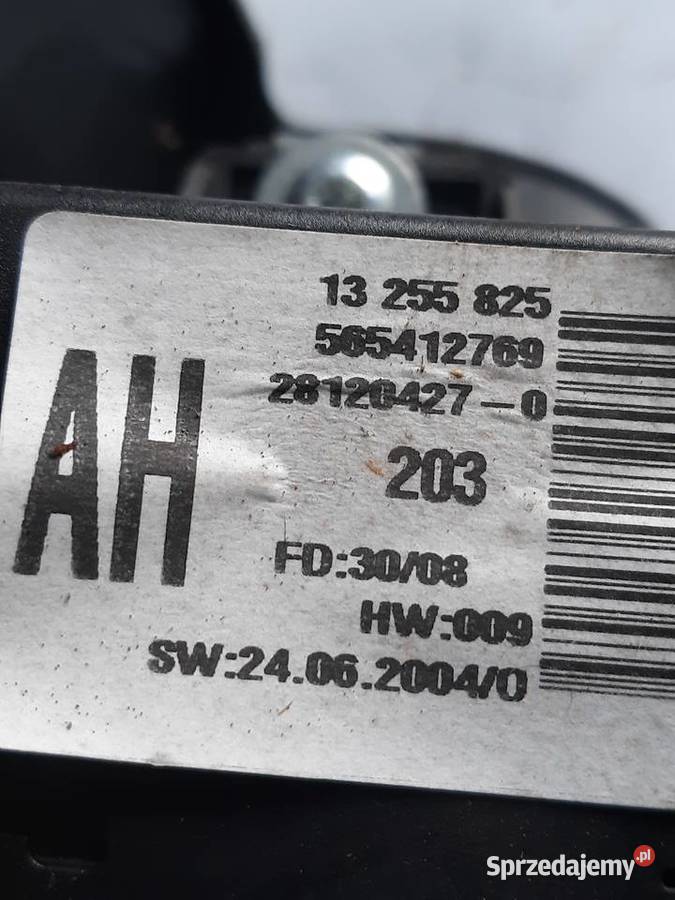 13 255 825
565412769
28120427-0
AH
203
FD:30/08
HW:009
SW:24.06.2004/0
Sprzedajemy.pl